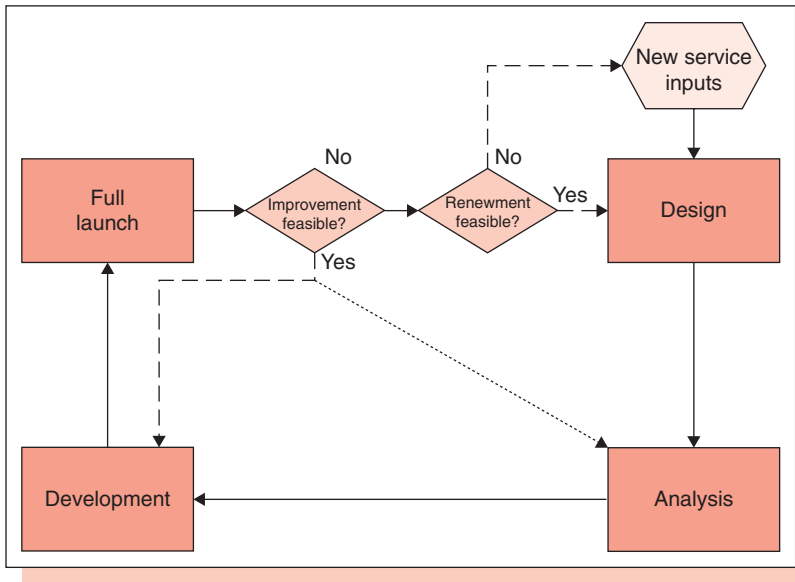 New service
inputs
No
No
Full
launch
Improvement
feasible?
Renewment
feasible?
Yes
Design
Yes
Development
Analysis